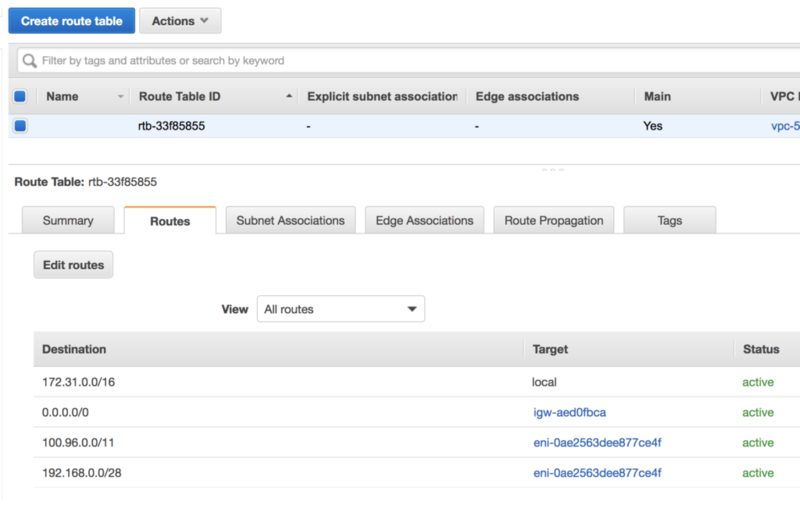 Create route table Actions
Filter by tags and attributes or search by keyword
Name Route Table ID Explicit subnet association Edge associations Main VPC
rtb-33f85855 - - Yes vpc-5
Route Table: rtb-33f85855
Summary Routes Subnet Associations Edge Associations Route Propagation Tags
Edit routes
View All routes
Destination Target Status
172.31.0.0/16 local active
0.0.0.0/0 igw-aed0fbca active
100.96.0.0/11 eni-0ae2563dee877ce4f active
192.168.0.0/28 eni-0ae2563dee877ce4f active